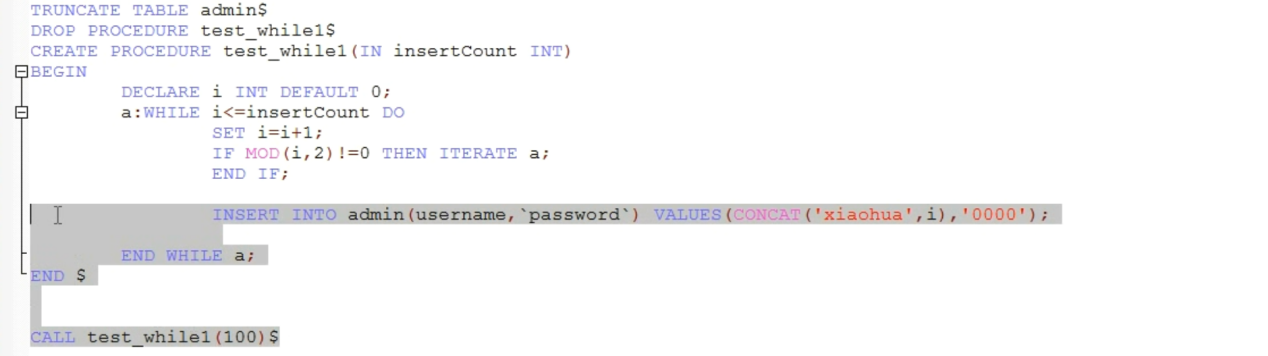 TRUNCATE TABLE admin$
DROP PROCEDURE test_while1$
CREATE PROCEDURE test_while1(IN insertCount INT)
BEGIN
DECLARE i INT DEFAULT 0;
a:WHILE i<=insertCount DO
SET i=i+1;
IF MOD(i,2)!=0 THEN ITERATE a;
END IF;
INSERT INTO admin(username,`password`) VALUES(CONCAT('xiaohua',i),'0000');
END WHILE a;
END $
CALL test_while1(100)$